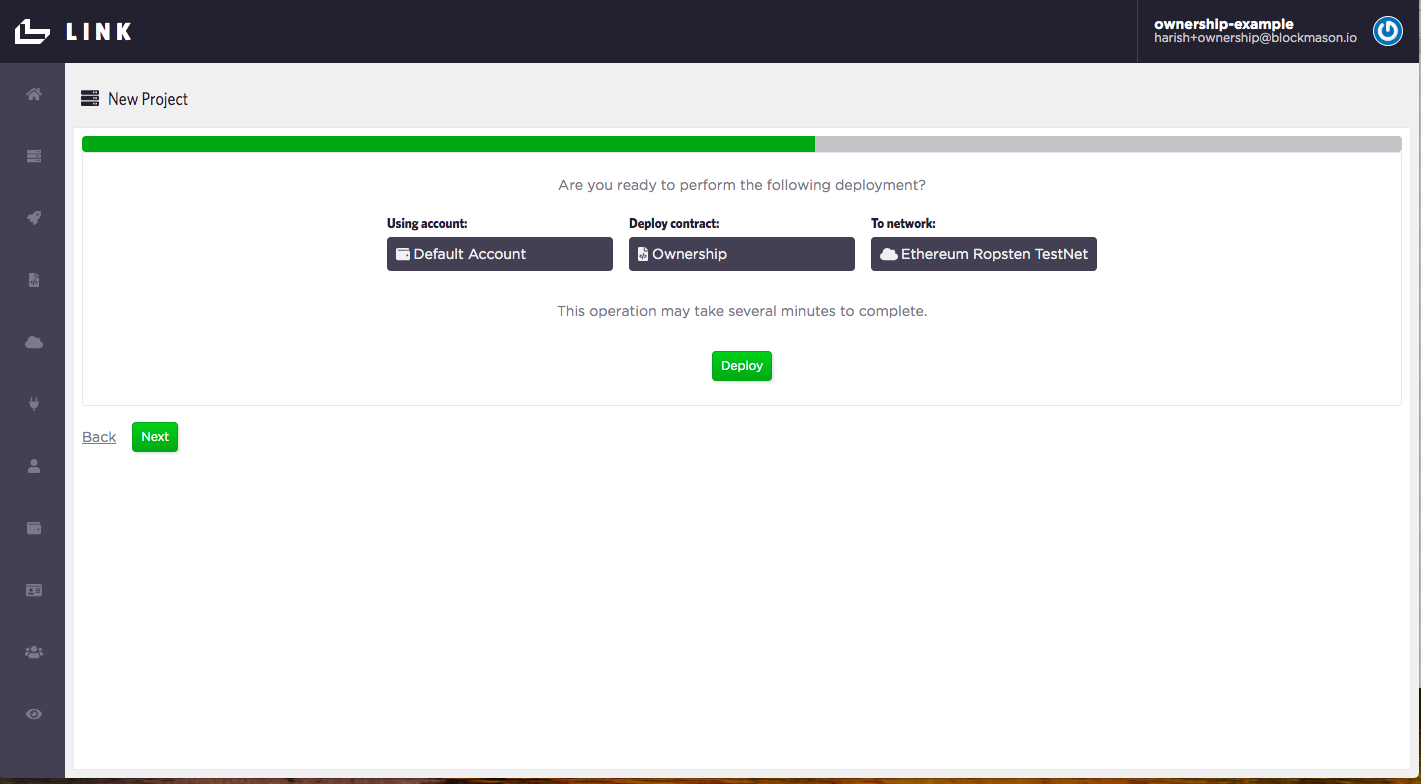 LINK
ownership-example
harish+ownership@blockmason.io
New Project
Are you ready to perform the following deployment?
Using account: Deploy contract: To network:
Default Account Ownership Ethereum Ropsten TestNet
This operation may take several minutes to complete.
Deploy
Back Next